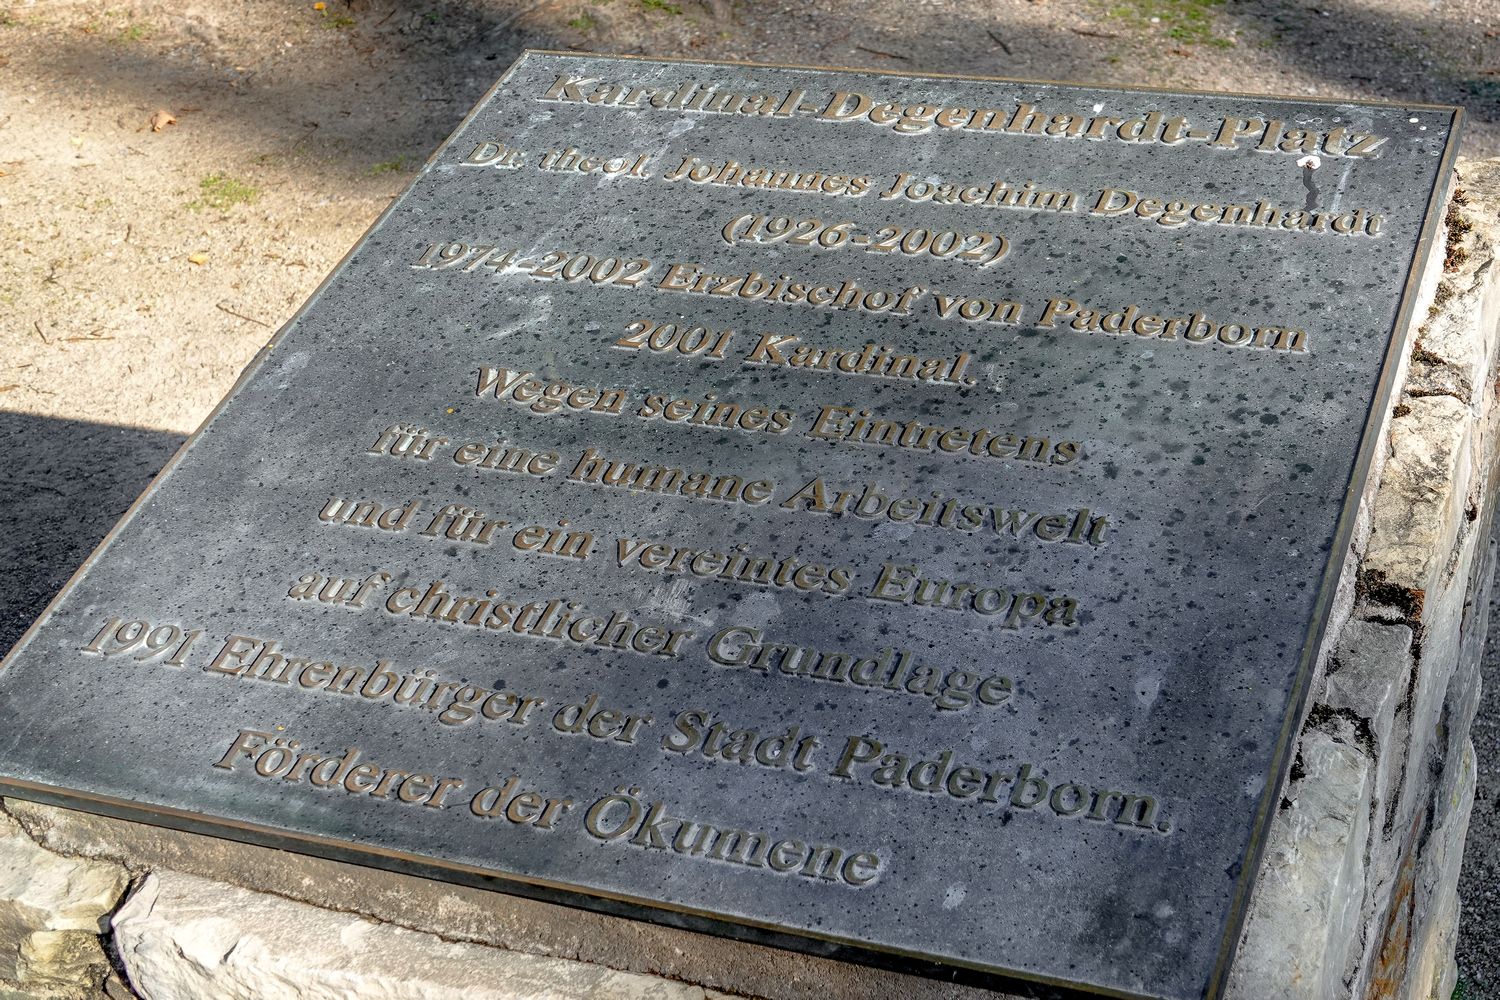 Kardinal-Degenhardt-Platz
Dr. theol. Johannes Joachim Degenhardt
(1926-2002)
1974-2002 Erzbischof von Paderborn
2001 Kardinal.
Wegen seines Eintretens
für eine humane Arbeitswelt
und für ein vereintes Europa
auf christlicher Grundlage
1991 Ehrenbürger der Stadt Paderborn.
Förderer der Ökumene